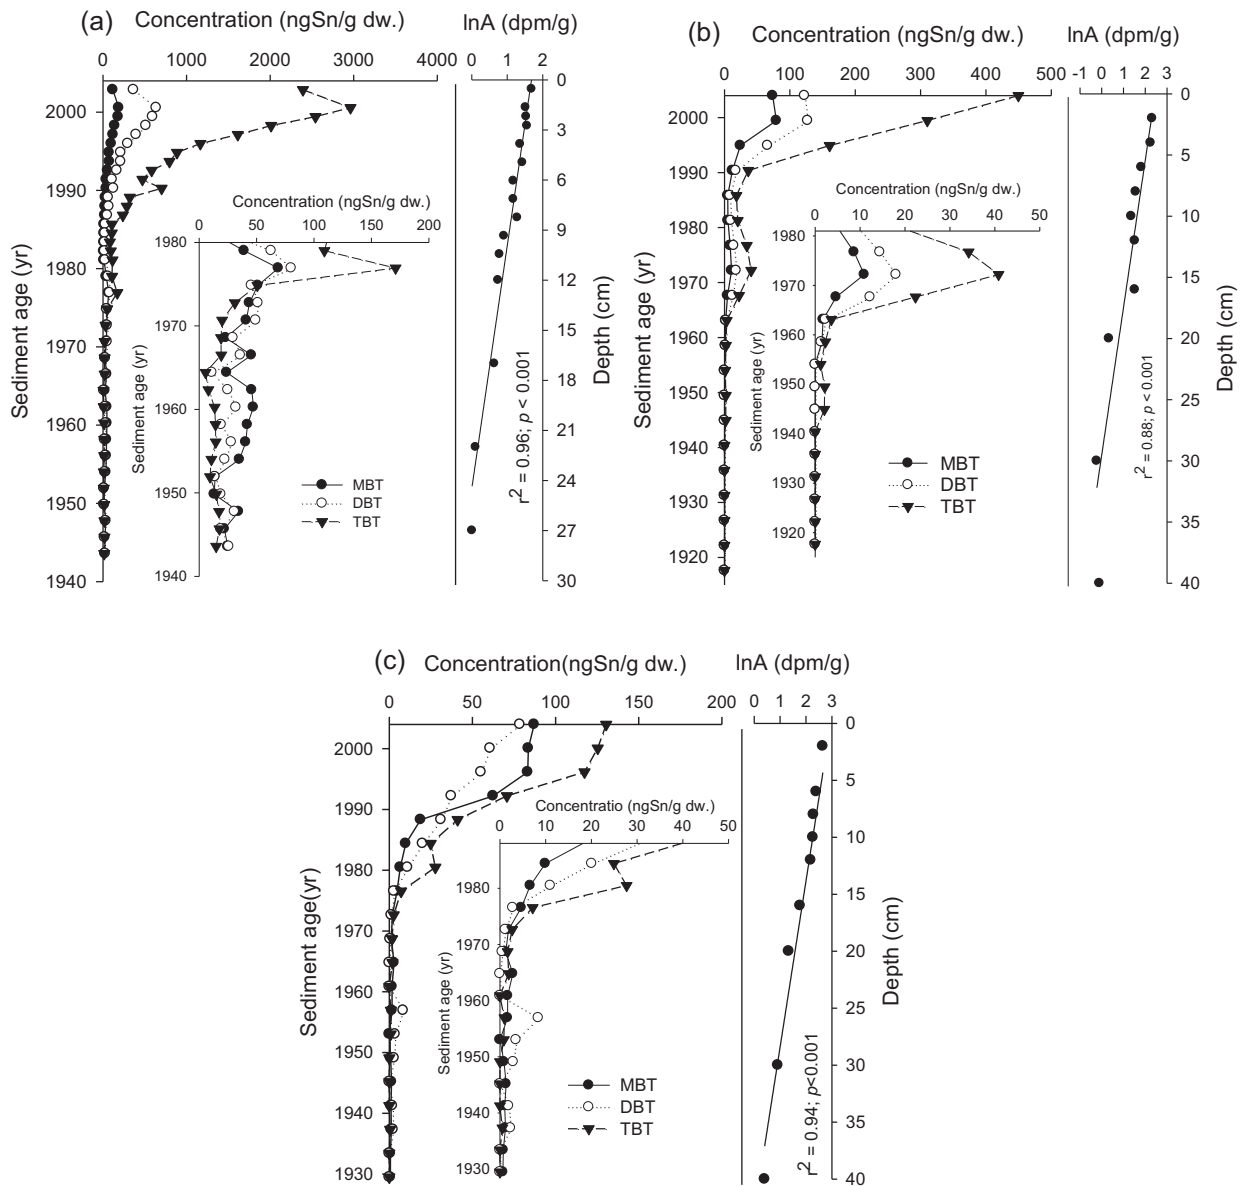 (a)
Concentration (ngSn/g dw.)
lnA (dpm/g)
0 1000 2000 3000 4000
0 1 2
Sediment age (yr)
2000
1990
1980
1970
1960
1950
1940
Concentration (ngSn/g dw.)
0 50 100 150 200
Sediment age (yr)
1980
1970
1960
1950
1940
MBT
DBT
TBT
r2 = 0.96; p < 0.001
0
3
6
9
12
15
17
21
24
27
30
Depth (cm)
(b)
Concentration (ngSn/g dw.)
lnA (dpm/g)
0 100 200 300 400 500
-1 0 1 2 3
Sediment age (yr)
2000
1990
1980
1970
1960
1950
1940
1930
1920
Concentration (ngSn/g dw.)
0 10 20 30 40 50
Sediment age (yr)
1980
1970
1960
1950
1940
1930
1920
MBT
DBT
TBT
r2 = 0.88; p < 0.001
0
5
10
15
20
25
30
35
40
Depth (cm)
(c)
Concentration(ngSn/g dw.)
lnA (dpm/g)
0 50 100 150 200
0 1 2 3
Sediment age(yr)
2000
1990
1980
1970
1960
1950
1940
1930
Concentratio (ngSn/g dw.)
0 10 20 30 40 50
Sediment age (yr)
1980
1970
1960
1950
1940
1930
MBT
DBT
TBT
r2 = 0.94; p<0.001
0
5
10
15
20
25
30
35
40
Depth (cm)